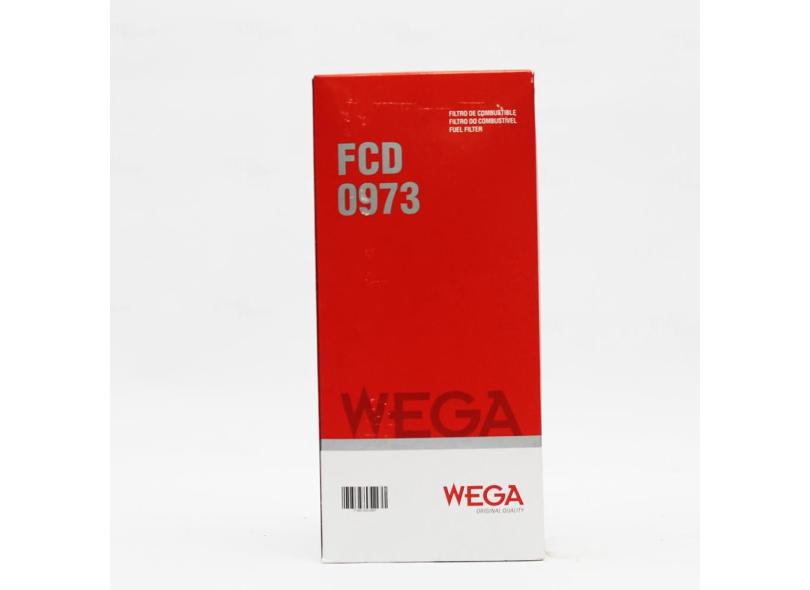 FILTRO DE COMBUSTIBLE
FILTRO DO COMBUSTÍVEL
FUEL FILTER
FCD
0973
WEGA
WEGA
ORIGINAL QUALITY